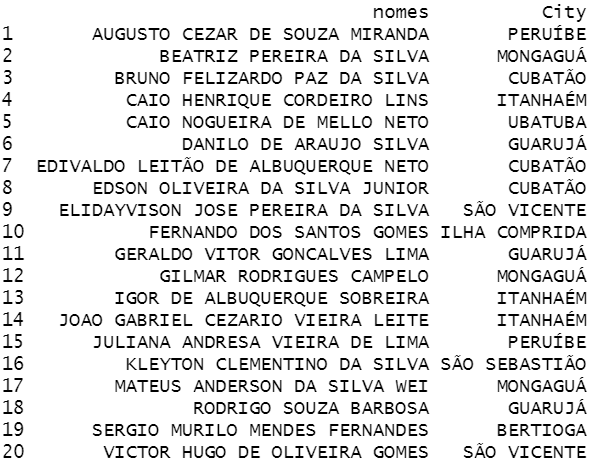 nomes City
1 AUGUSTO CEZAR DE SOUZA MIRANDA PERUÍBE
2 BEATRIZ PEREIRA DA SILVA MONGAGUÁ
3 BRUNO FELIZARDO PAZ DA SILVA CUBATÃO
4 CAIO HENRIQUE CORDEIRO LINS ITANHAÉM
5 CAIO NOGUEIRA DE MELLO NETO UBATUBA
6 DANILO DE ARAUJO SILVA GUARUJÁ
7 EDIVALDO LEITÃO DE ALBUQUERQUE NETO CUBATÃO
8 EDSON OLIVEIRA DA SILVA JUNIOR CUBATÃO
9 ELIDAYVISON JOSE PEREIRA DA SILVA SÃO VICENTE
10 FERNANDO DOS SANTOS GOMES ILHA COMPRIDA
11 GERALDO VITOR GONCALVES LIMA GUARUJÁ
12 GILMAR RODRIGUES CAMPELO MONGAGUÁ
13 IGOR DE ALBUQUERQUE SOBREIRA ITANHAÉM
14 JOAO GABRIEL CEZARIO VIEIRA LEITE ITANHAÉM
15 JULIANA ANDRESA VIEIRA DE LIMA PERUÍBE
16 KLEYTON CLEMENTINO DA SILVA SÃO SEBASTIÃO
17 MATEUS ANDERSON DA SILVA WEI MONGAGUÁ
18 RODRIGO SOUZA BARBOSA GUARUJÁ
19 SERGIO MURILO MENDES FERNANDES BERTIOGA
20 VICTOR HUGO DE OLIVEIRA GOMES SÃO VICENTE